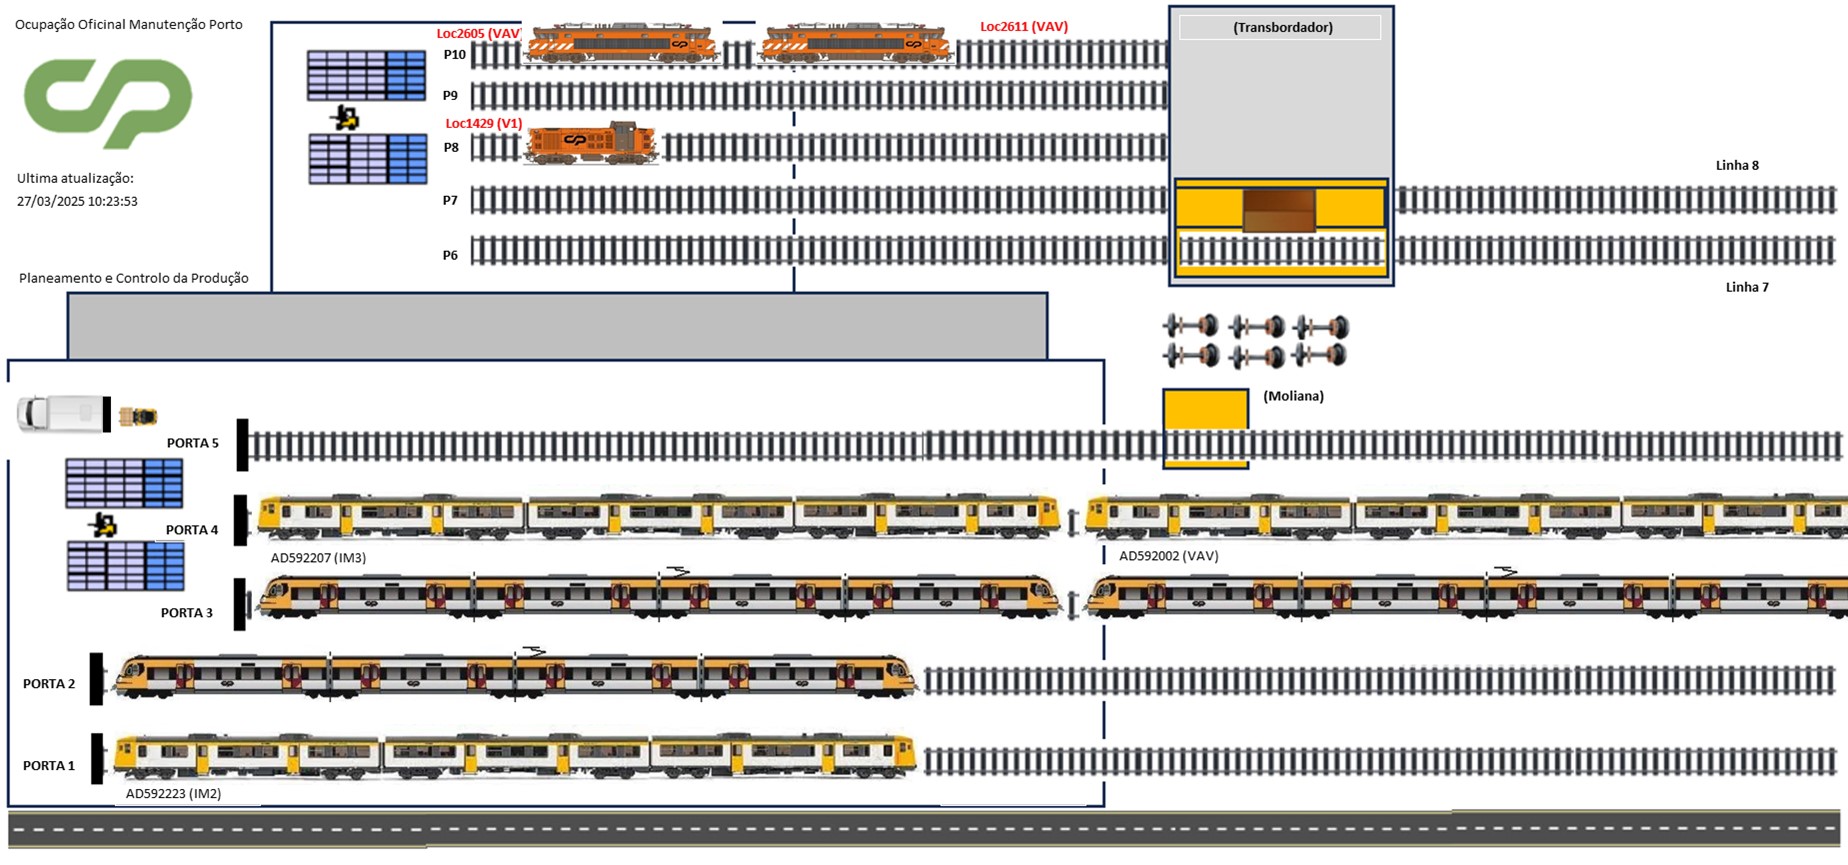 Ocupação Oficinal Manutenção Porto
CP
Ultima atualização:
27/03/2025 10:23:53
Planeamento e Controlo da Produção
Loc2605 (VAV)
Loc2611 (VAV)
(Transbordador)
P10
P9
Loc1429 (V1)
P8
P7
P6
Linha 8
Linha 7
(Moliana)
PORTA 5
PORTA 4
AD592207 (IM3)
AD592002 (VAV)
PORTA 3
PORTA 2
PORTA 1
AD592223 (IM2)